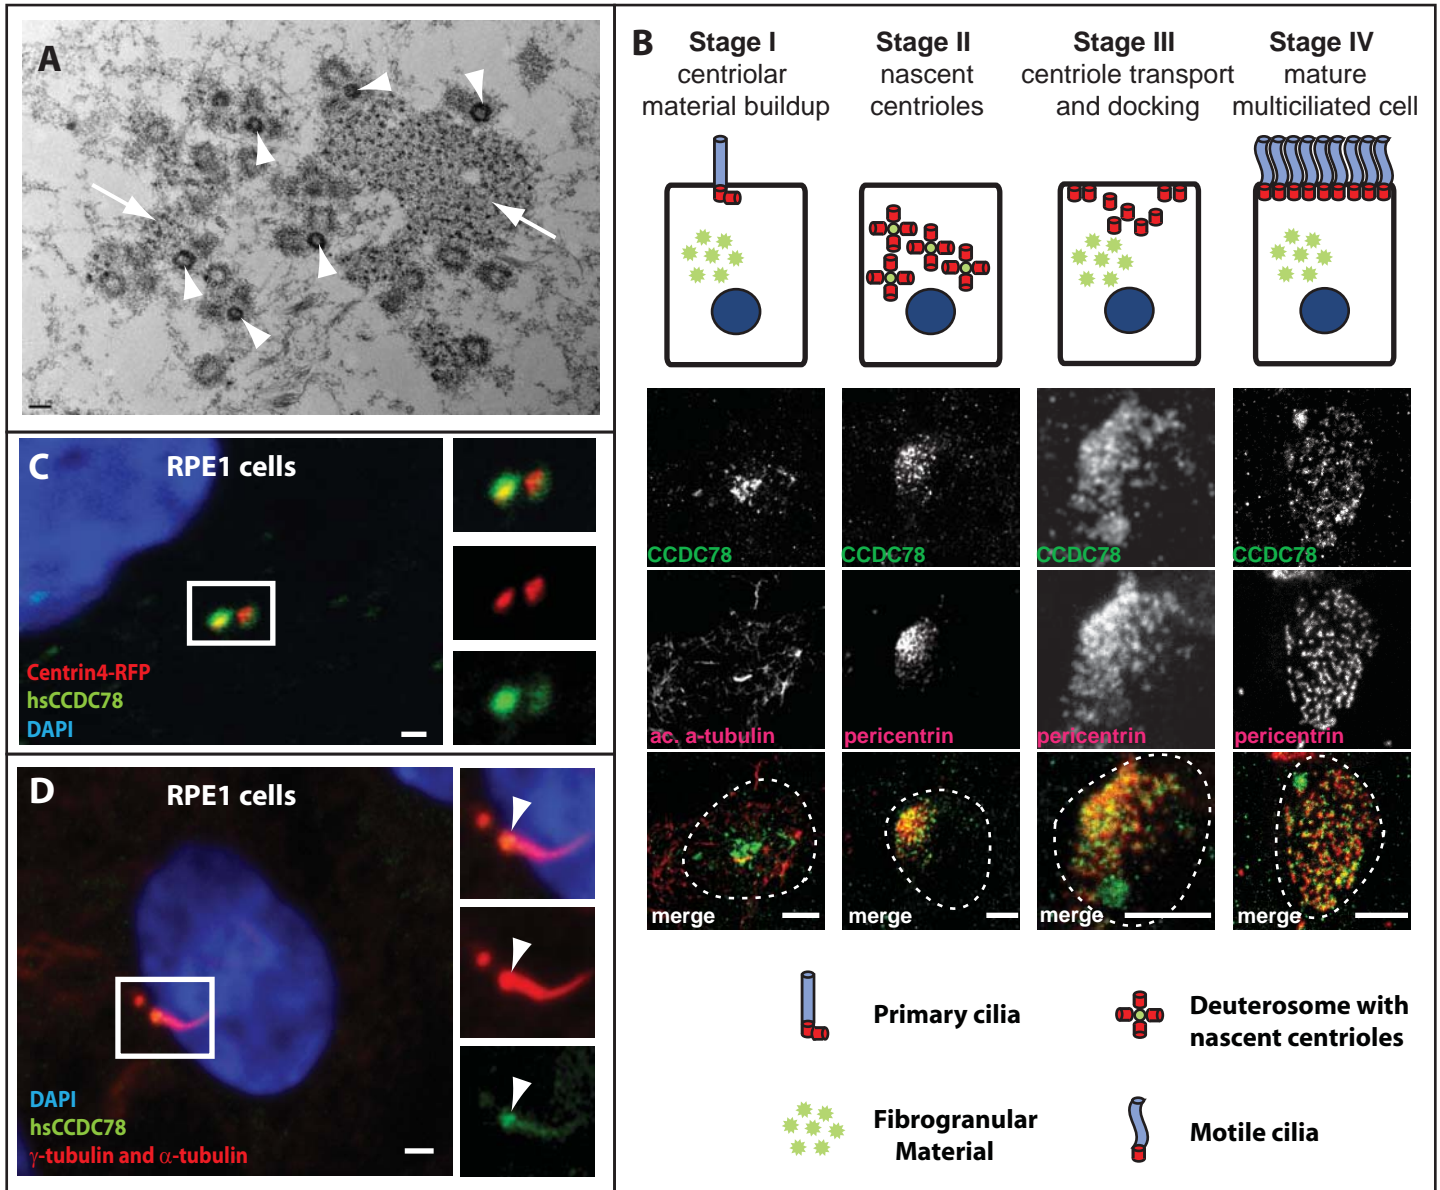 A
B
Stage I
centriolar
material buildup
Stage II
nascent
centrioles
Stage III
centriole transport
and docking
Stage IV
mature
multiciliated cell
CCDC78
CCDC78
CCDC78
CCDC78
ac. a-tubulin
pericentrin
pericentrin
pericentrin
merge
merge
merge
merge
Primary cilia
Deuterosome with
nascent centrioles
Fibrogranular
Material
Motile cilia
C
RPE1 cells
Centrin4-RFP
hsCCDC78
DAPI
D
RPE1 cells
DAPI
hsCCDC78
γ-tubulin and α-tubulin